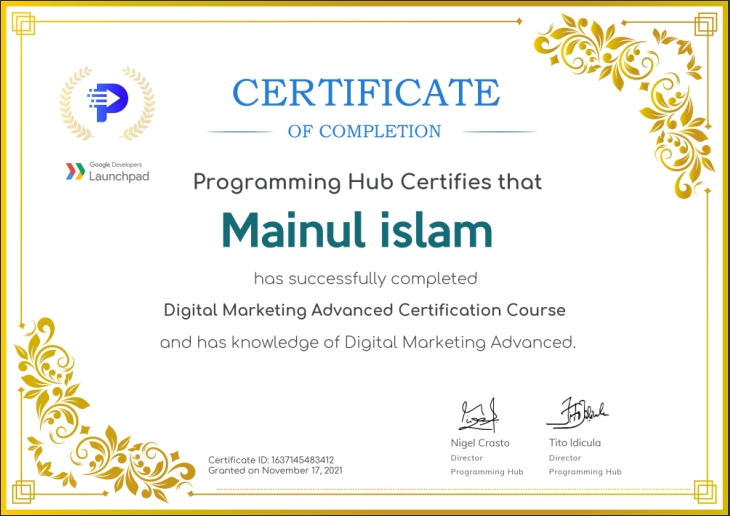 CERTIFICATE
OF COMPLETION
Google Developers
Launchpad
Programming Hub Certifies that
Mainul islam
has successfully completed
Digital Marketing Advanced Certification Course
and has knowledge of Digital Marketing Advanced.
Nigel Crasto
Tito Idicula
Director
Director
Programming Hub
Programming Hub
Certificate ID: 1637145483412
Granted on November 17, 2021